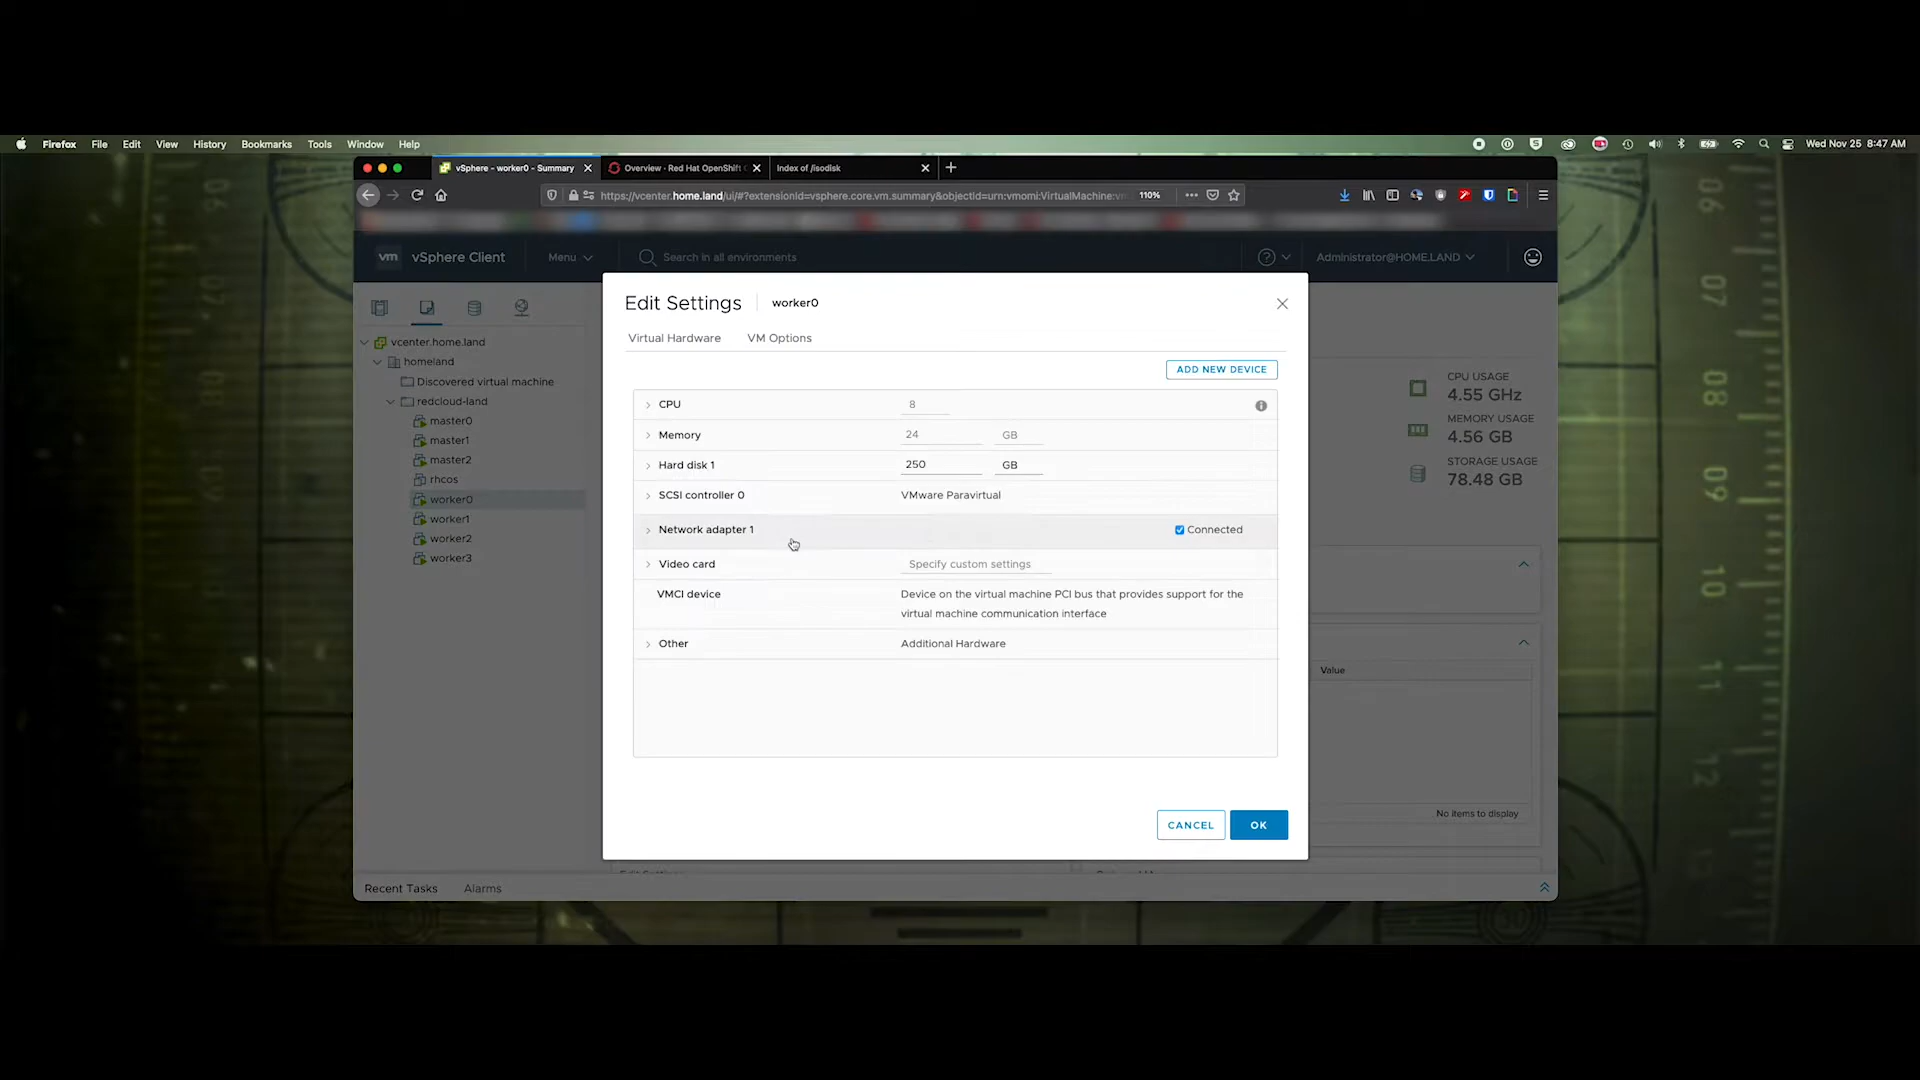 Firefox File Edit View History Bookmarks Tools Window Help
Wed Nov 25 8:47 AM
vSphere - worker0 - Summary
Overview · Red Hat OpenShift
Index of /isodisk
https://vcenter.home.land/ui/#?extensionId=vsphere.core.vm.summary&objectId=urn:vmomi:VirtualMachine:
110%
vm vSphere Client
Menu
Search in all environments
Administrator@HOME.LAND
Edit Settings
worker0
Virtual Hardware
VM Options
ADD NEW DEVICE
CPU 8
Memory 24 GB
Hard disk 1 250 GB
SCSI controller 0 VMware Paravirtual
Network adapter 1 Connected
Video card Specify custom settings
VMCI device Device on the virtual machine PCI bus that provides support for the
virtual machine communication interface
Other Additional Hardware
CANCEL
OK
vcenter.home.land
homeland
Discovered virtual machine
redcloud-land
master0
master1
master2
rhcos
worker0
worker1
worker2
worker3
CPU USAGE
4.55 GHz
MEMORY USAGE
4.56 GB
STORAGE USAGE
78.48 GB
Value
No items to display
Recent Tasks
Alarms
06
07
08
09
10
11
12